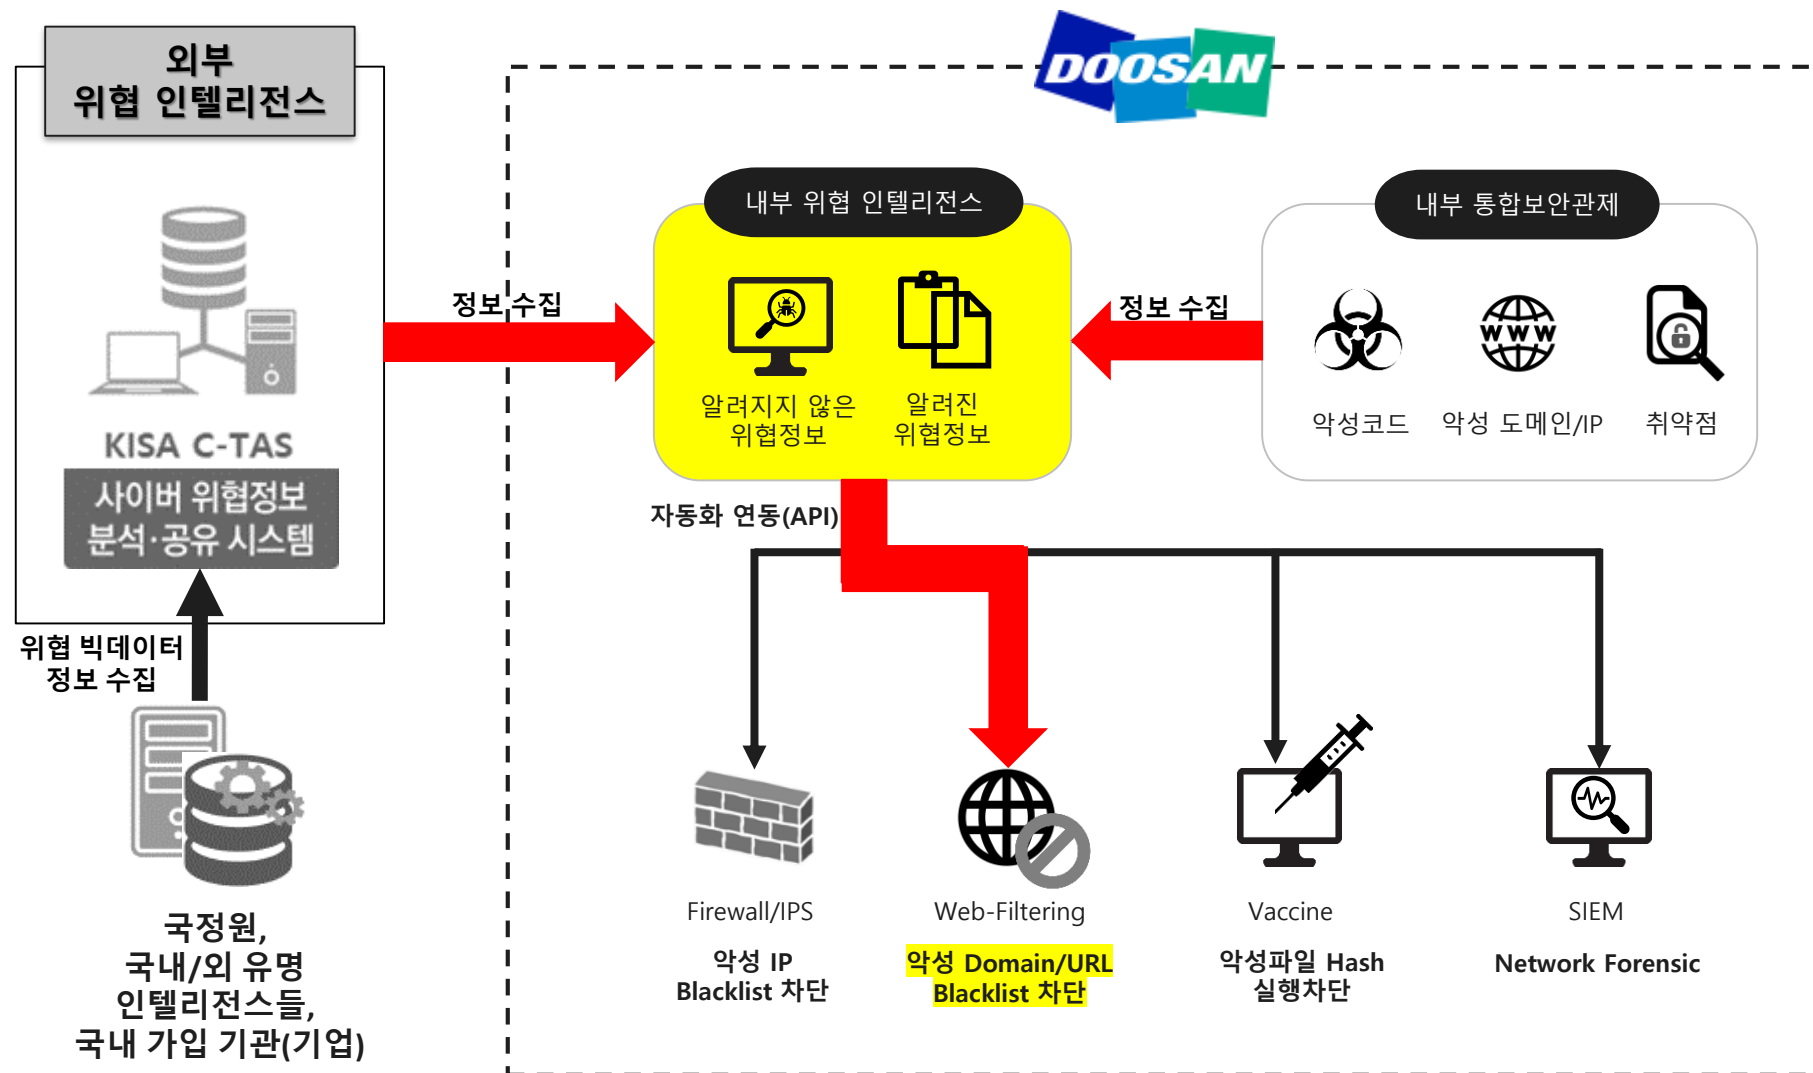 외부
위협 인텔리전스
KISA C-TAS
사이버 위협정보
분석·공유 시스템
위협 빅데이터
정보 수집
국정원,
국내/외 유명
인텔리전스들,
국내 가입 기관(기업)
정보 수집
DOOSAN
내부 위협 인텔리전스
알려지지 않은
위협정보
알려진
위협정보
정보 수집
내부 통합보안관제
WWW
악성코드
악성 도메인/IP
취약점
자동화 연동(API)
Firewall/IPS
악성 IP
Blacklist 차단
Web-Filtering
악성 Domain/URL
Blacklist 차단
Vaccine
악성파일 Hash
실행차단
SIEM
Network Forensic